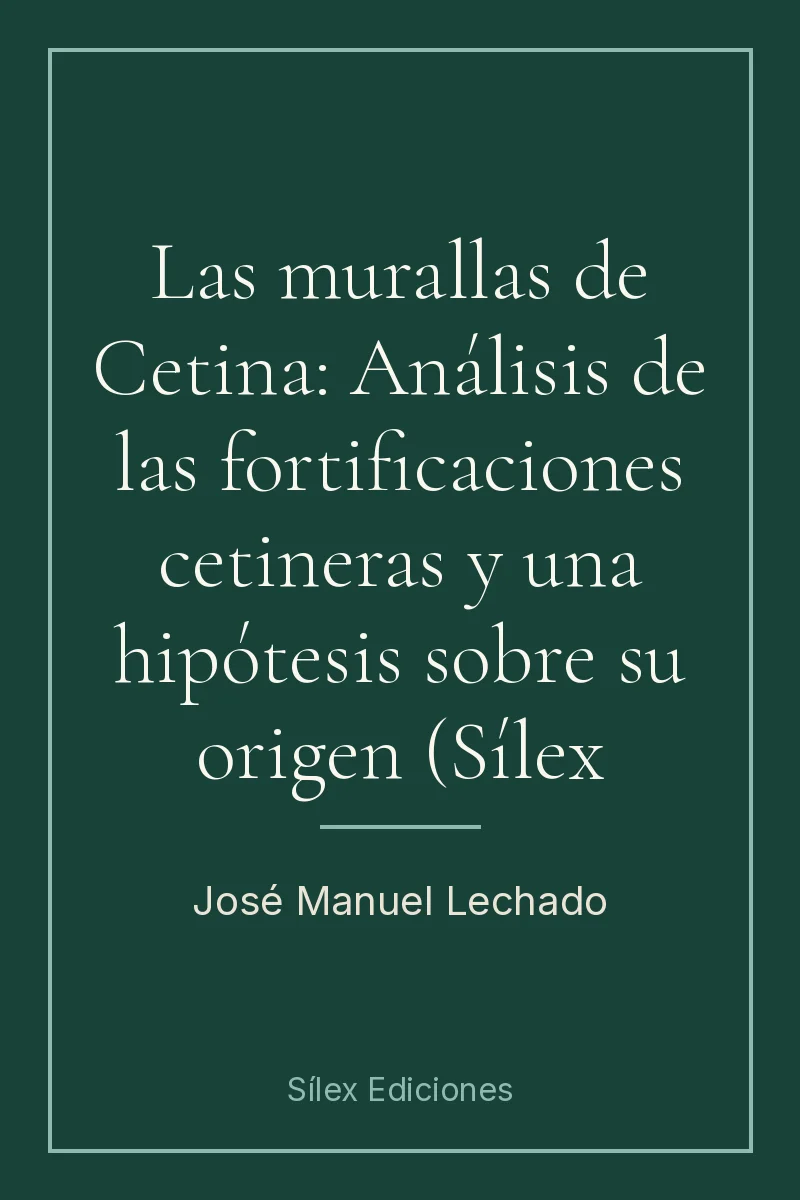 Las murallas de
Cetina: Análisis de
las fortificaciones
cetineras y una
hipótesis sobre su
origen (Sílex
José Manuel Lechado
Sílex Ediciones